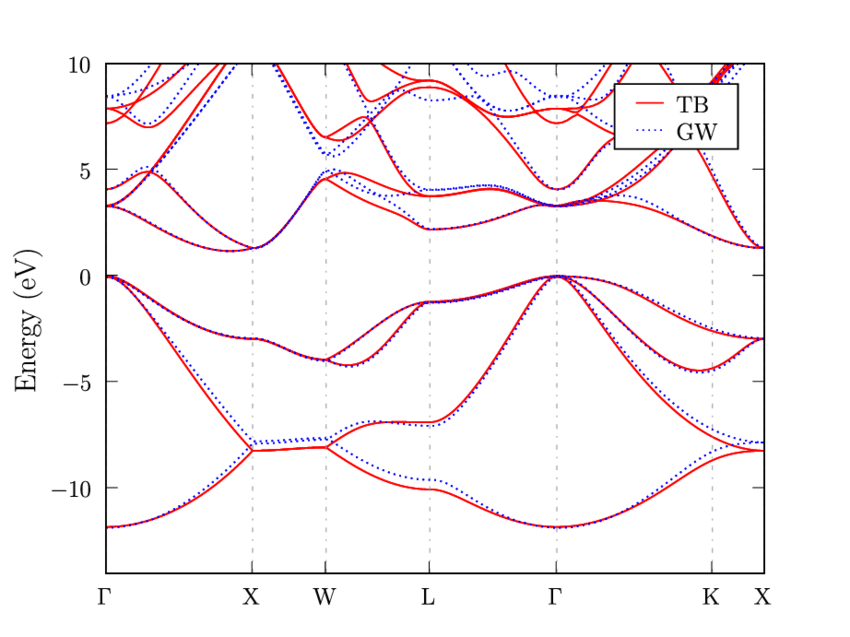 10
TB
GW
5
0
−5
−10
Energy (eV)
Γ X W L Γ K X